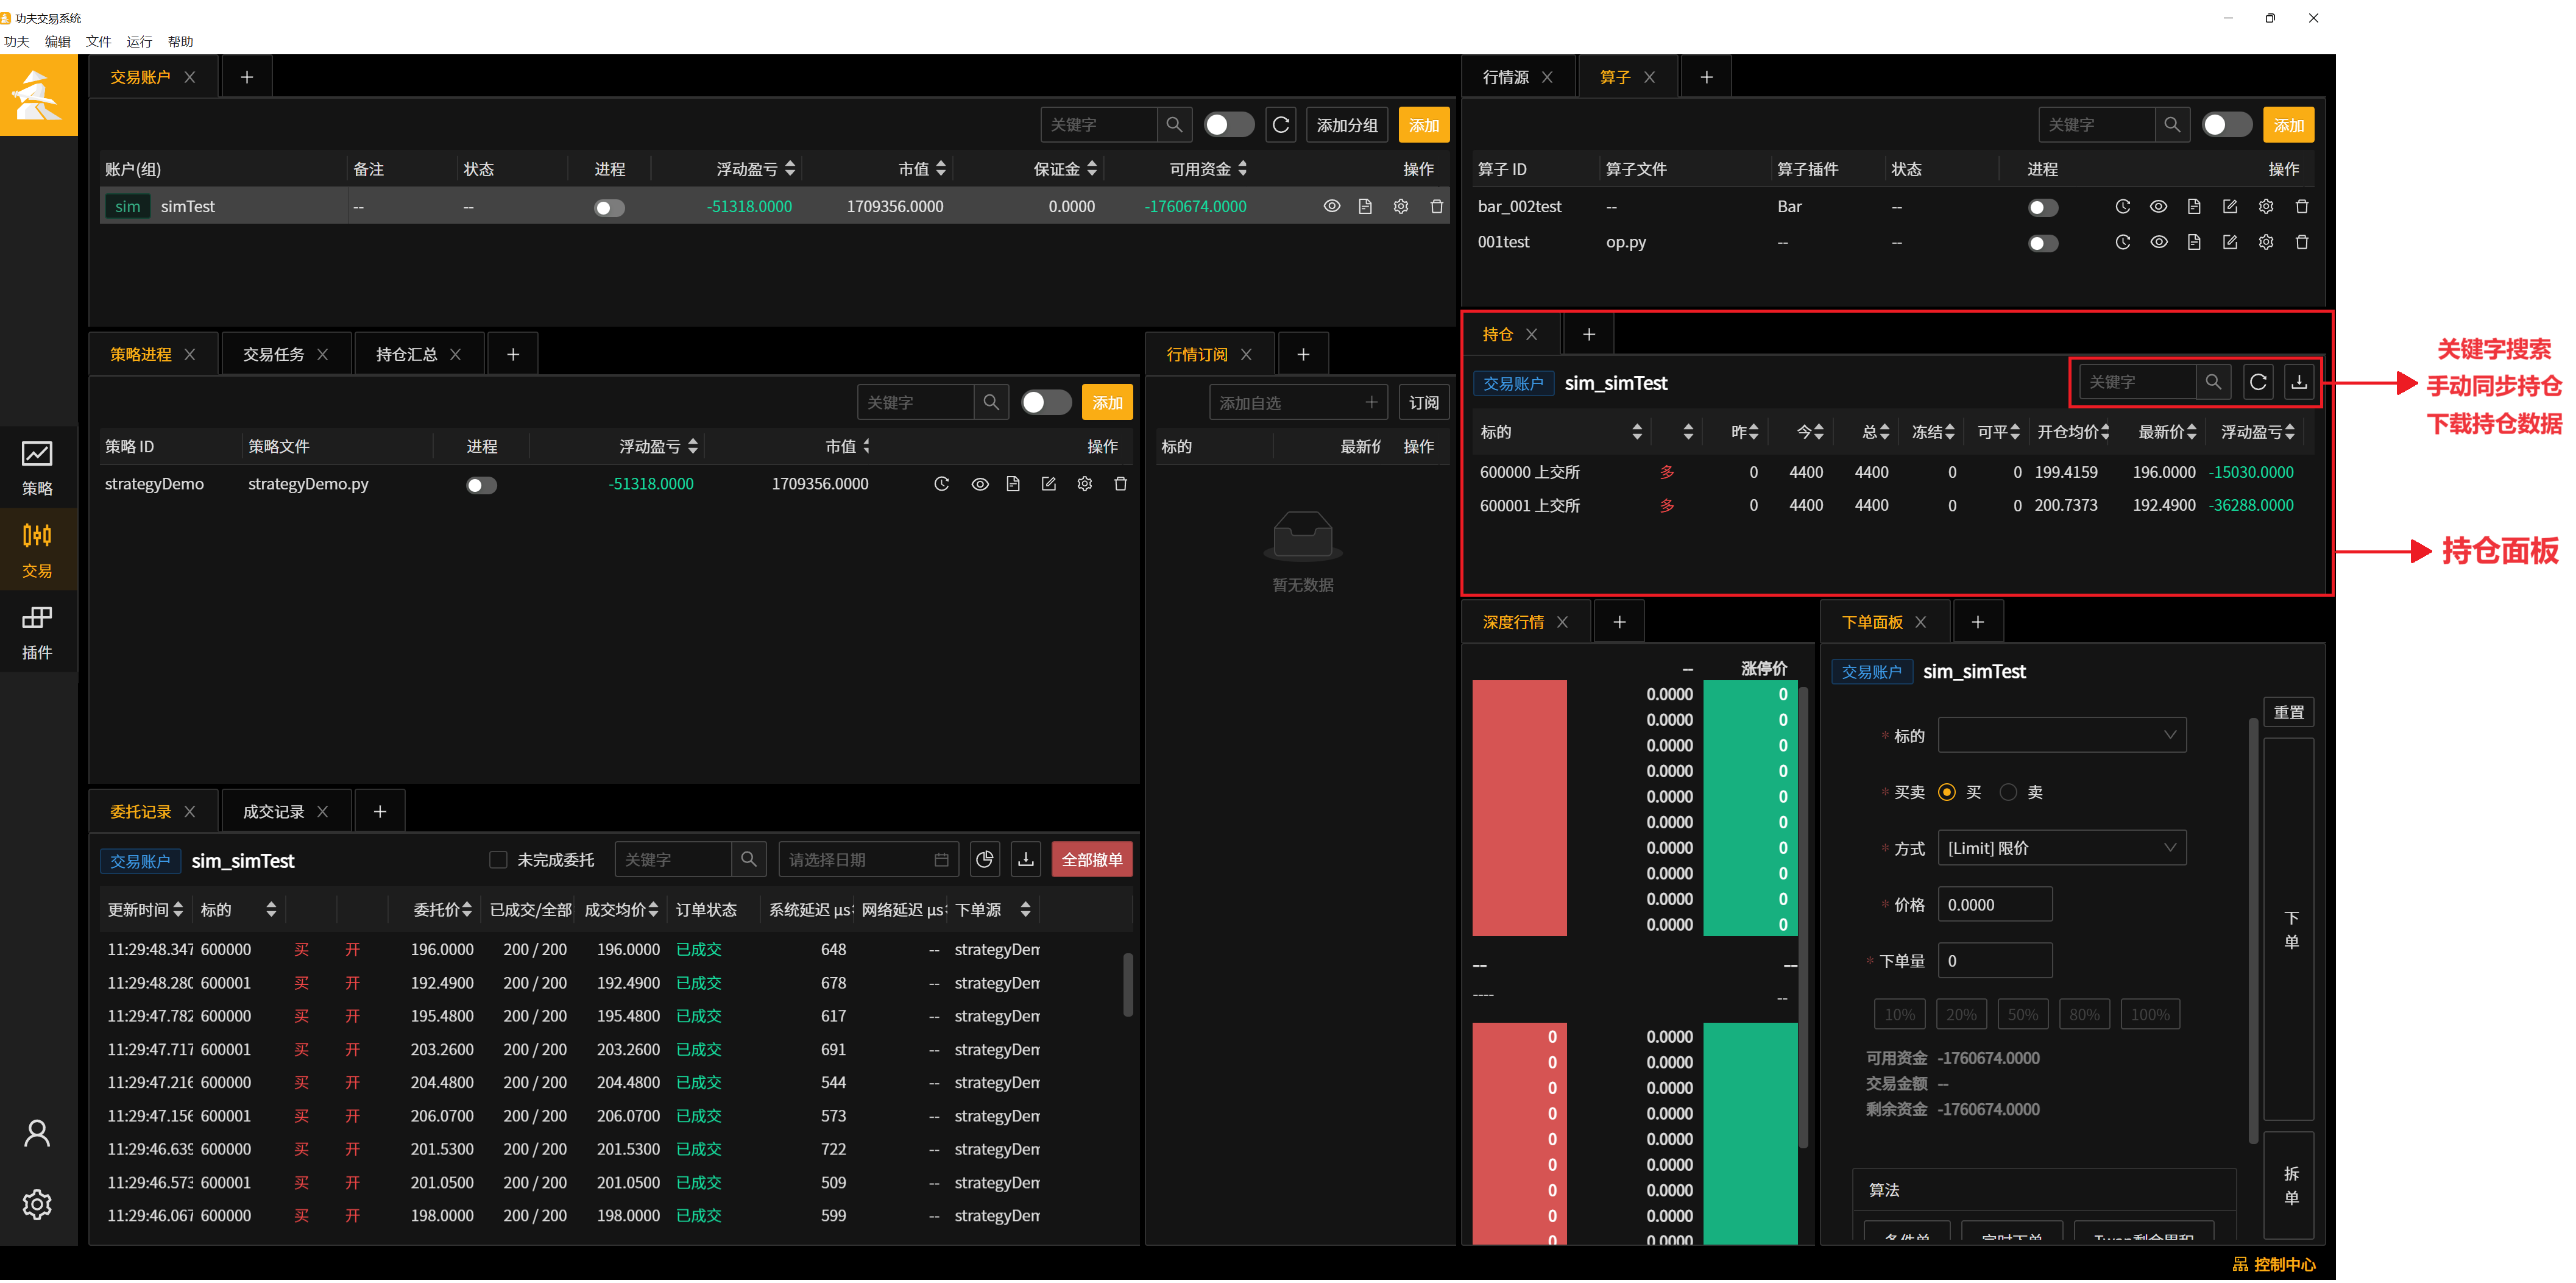 功夫交易系统
功夫 编辑 文件 运行 帮助
交易账户
关键字 添加分组 添加
账户(组) 备注 状态 进程 浮动盈亏 市值 保证金 可用资金 操作
sim simTest -- -- -51318.0000 1709356.0000 0.0000 -1760674.0000
行情源 算子
关键字 添加
算子 ID 算子文件 算子插件 状态 进程 操作
bar_002test -- Bar --
001test op.py -- --
策略
交易
插件
策略进程 交易任务 持仓汇总
关键字 添加
策略 ID 策略文件 进程 浮动盈亏 市值 操作
strategyDemo strategyDemo.py -51318.0000 1709356.0000
行情订阅
添加自选 订阅
标的 最新价 操作
暂无数据
持仓
交易账户 sim_simTest 关键字
标的 昨 今 总 冻结 可平 开仓均价 最新价 浮动盈亏
600000 上交所 多 0 4400 4400 0 0 199.4159 196.0000 -15030.0000
600001 上交所 多 0 4400 4400 0 0 200.7373 192.4900 -36288.0000
关键字搜索
手动同步持仓
下载持仓数据
持仓面板
委托记录 成交记录
交易账户 sim_simTest 未完成委托 关键字 请选择日期 全部撤单
更新时间 标的 委托价 已成交/全部 成交均价 订单状态 系统延迟 μs 网络延迟 μs 下单源
11:29:48.347 600000 买 开 196.0000 200 / 200 196.0000 已成交 648 -- strategyDem
11:29:48.280 600001 买 开 192.4900 200 / 200 192.4900 已成交 678 -- strategyDem
11:29:47.782 600000 买 开 195.4800 200 / 200 195.4800 已成交 617 -- strategyDem
11:29:47.717 600001 买 开 203.2600 200 / 200 203.2600 已成交 691 -- strategyDem
11:29:47.216 600000 买 开 204.4800 200 / 200 204.4800 已成交 544 -- strategyDem
11:29:47.156 600001 买 开 206.0700 200 / 200 206.0700 已成交 573 -- strategyDem
11:29:46.639 600000 买 开 201.5300 200 / 200 201.5300 已成交 722 -- strategyDem
11:29:46.573 600001 买 开 201.0500 200 / 200 201.0500 已成交 509 -- strategyDem
11:29:46.067 600000 买 开 198.0000 200 / 200 198.0000 已成交 599 -- strategyDem
深度行情
-- 涨停价
0.0000 0
0.0000 0
0.0000 0
0.0000 0
0.0000 0
0.0000 0
0.0000 0
0.0000 0
0.0000 0
0.0000 0
-- --
---- --
0 0.0000
0 0.0000
0 0.0000
0 0.0000
0 0.0000
0 0.0000
0 0.0000
0 0.0000
0 0.0000
下单面板
交易账户 sim_simTest
重置
* 标的
* 买卖 买 卖
* 方式 [Limit] 限价
* 价格 0.0000
* 下单量 0
10% 20% 50% 80% 100%
可用资金 -1760674.0000
交易金额 --
剩余资金 -1760674.0000
下单
拆单
算法
条件单 定时下单 Twap剩余累积
控制中心